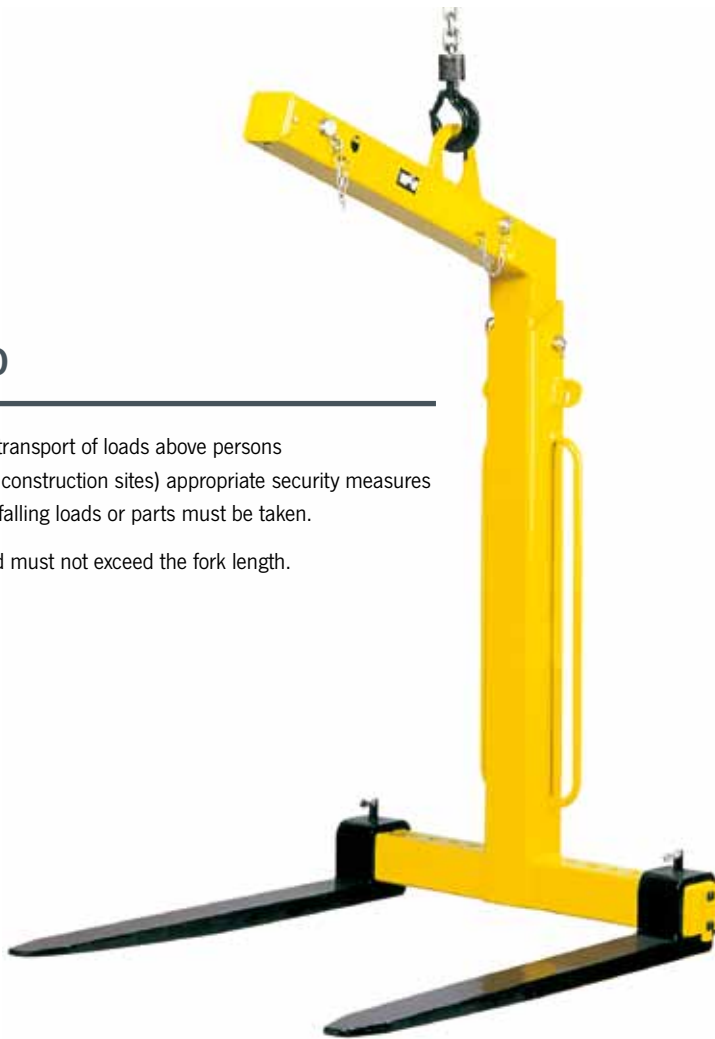 transport of loads above persons
construction sites) appropriate security measures
falling loads or parts must be taken.
must not exceed the fork length.